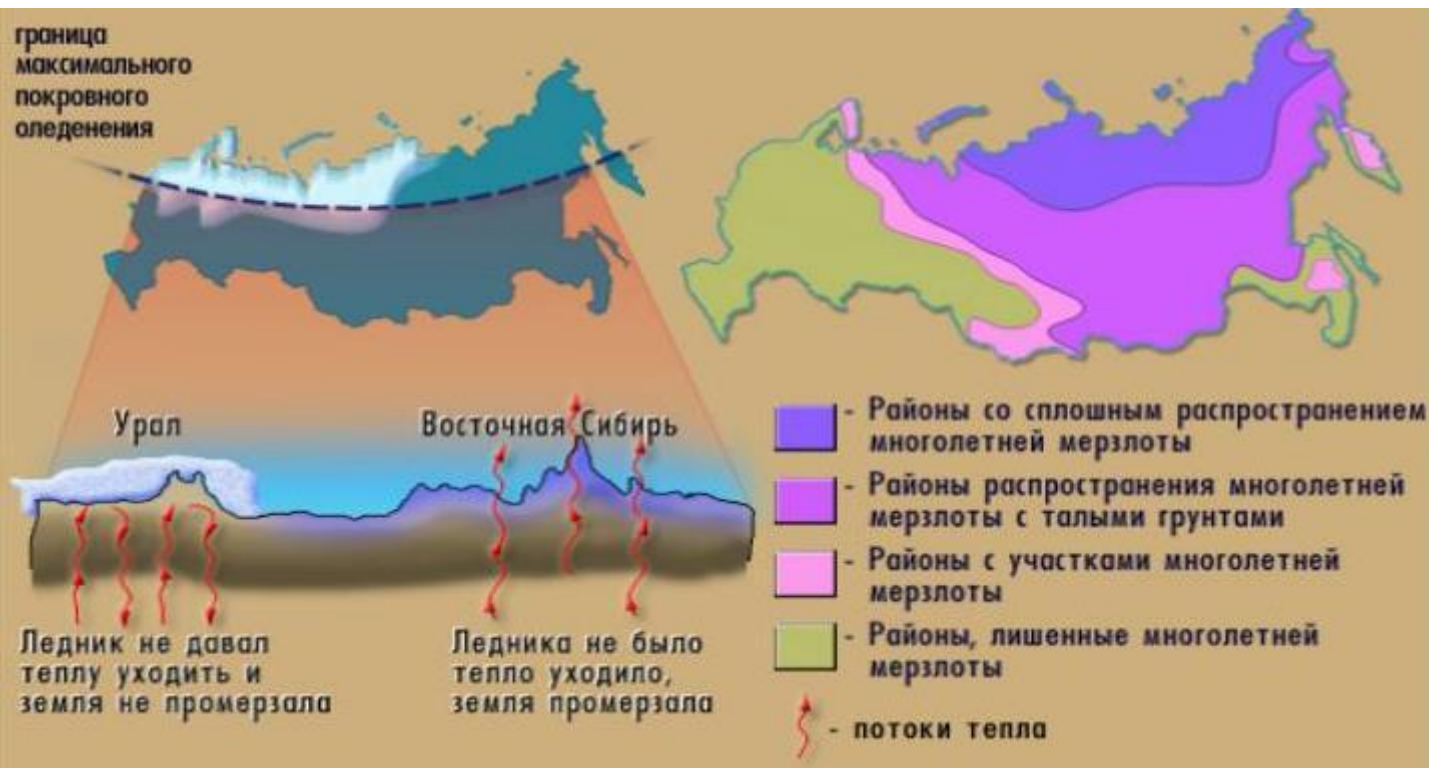 граница
максимального
покровного
оледенения
Урал
Восточная Сибирь
Ледник не давал
теплу уходить и
земля не промерзала
Ледника не было
тепло уходило,
земля промерзала
- Районы со сплошным распространением
многолетней мерзлоты
- Районы распространения многолетней
мерзлоты с талыми грунтами
- Районы с участками многолетней
мерзлоты
- Районы, лишенные многолетней
мерзлоты
- потоки тепла